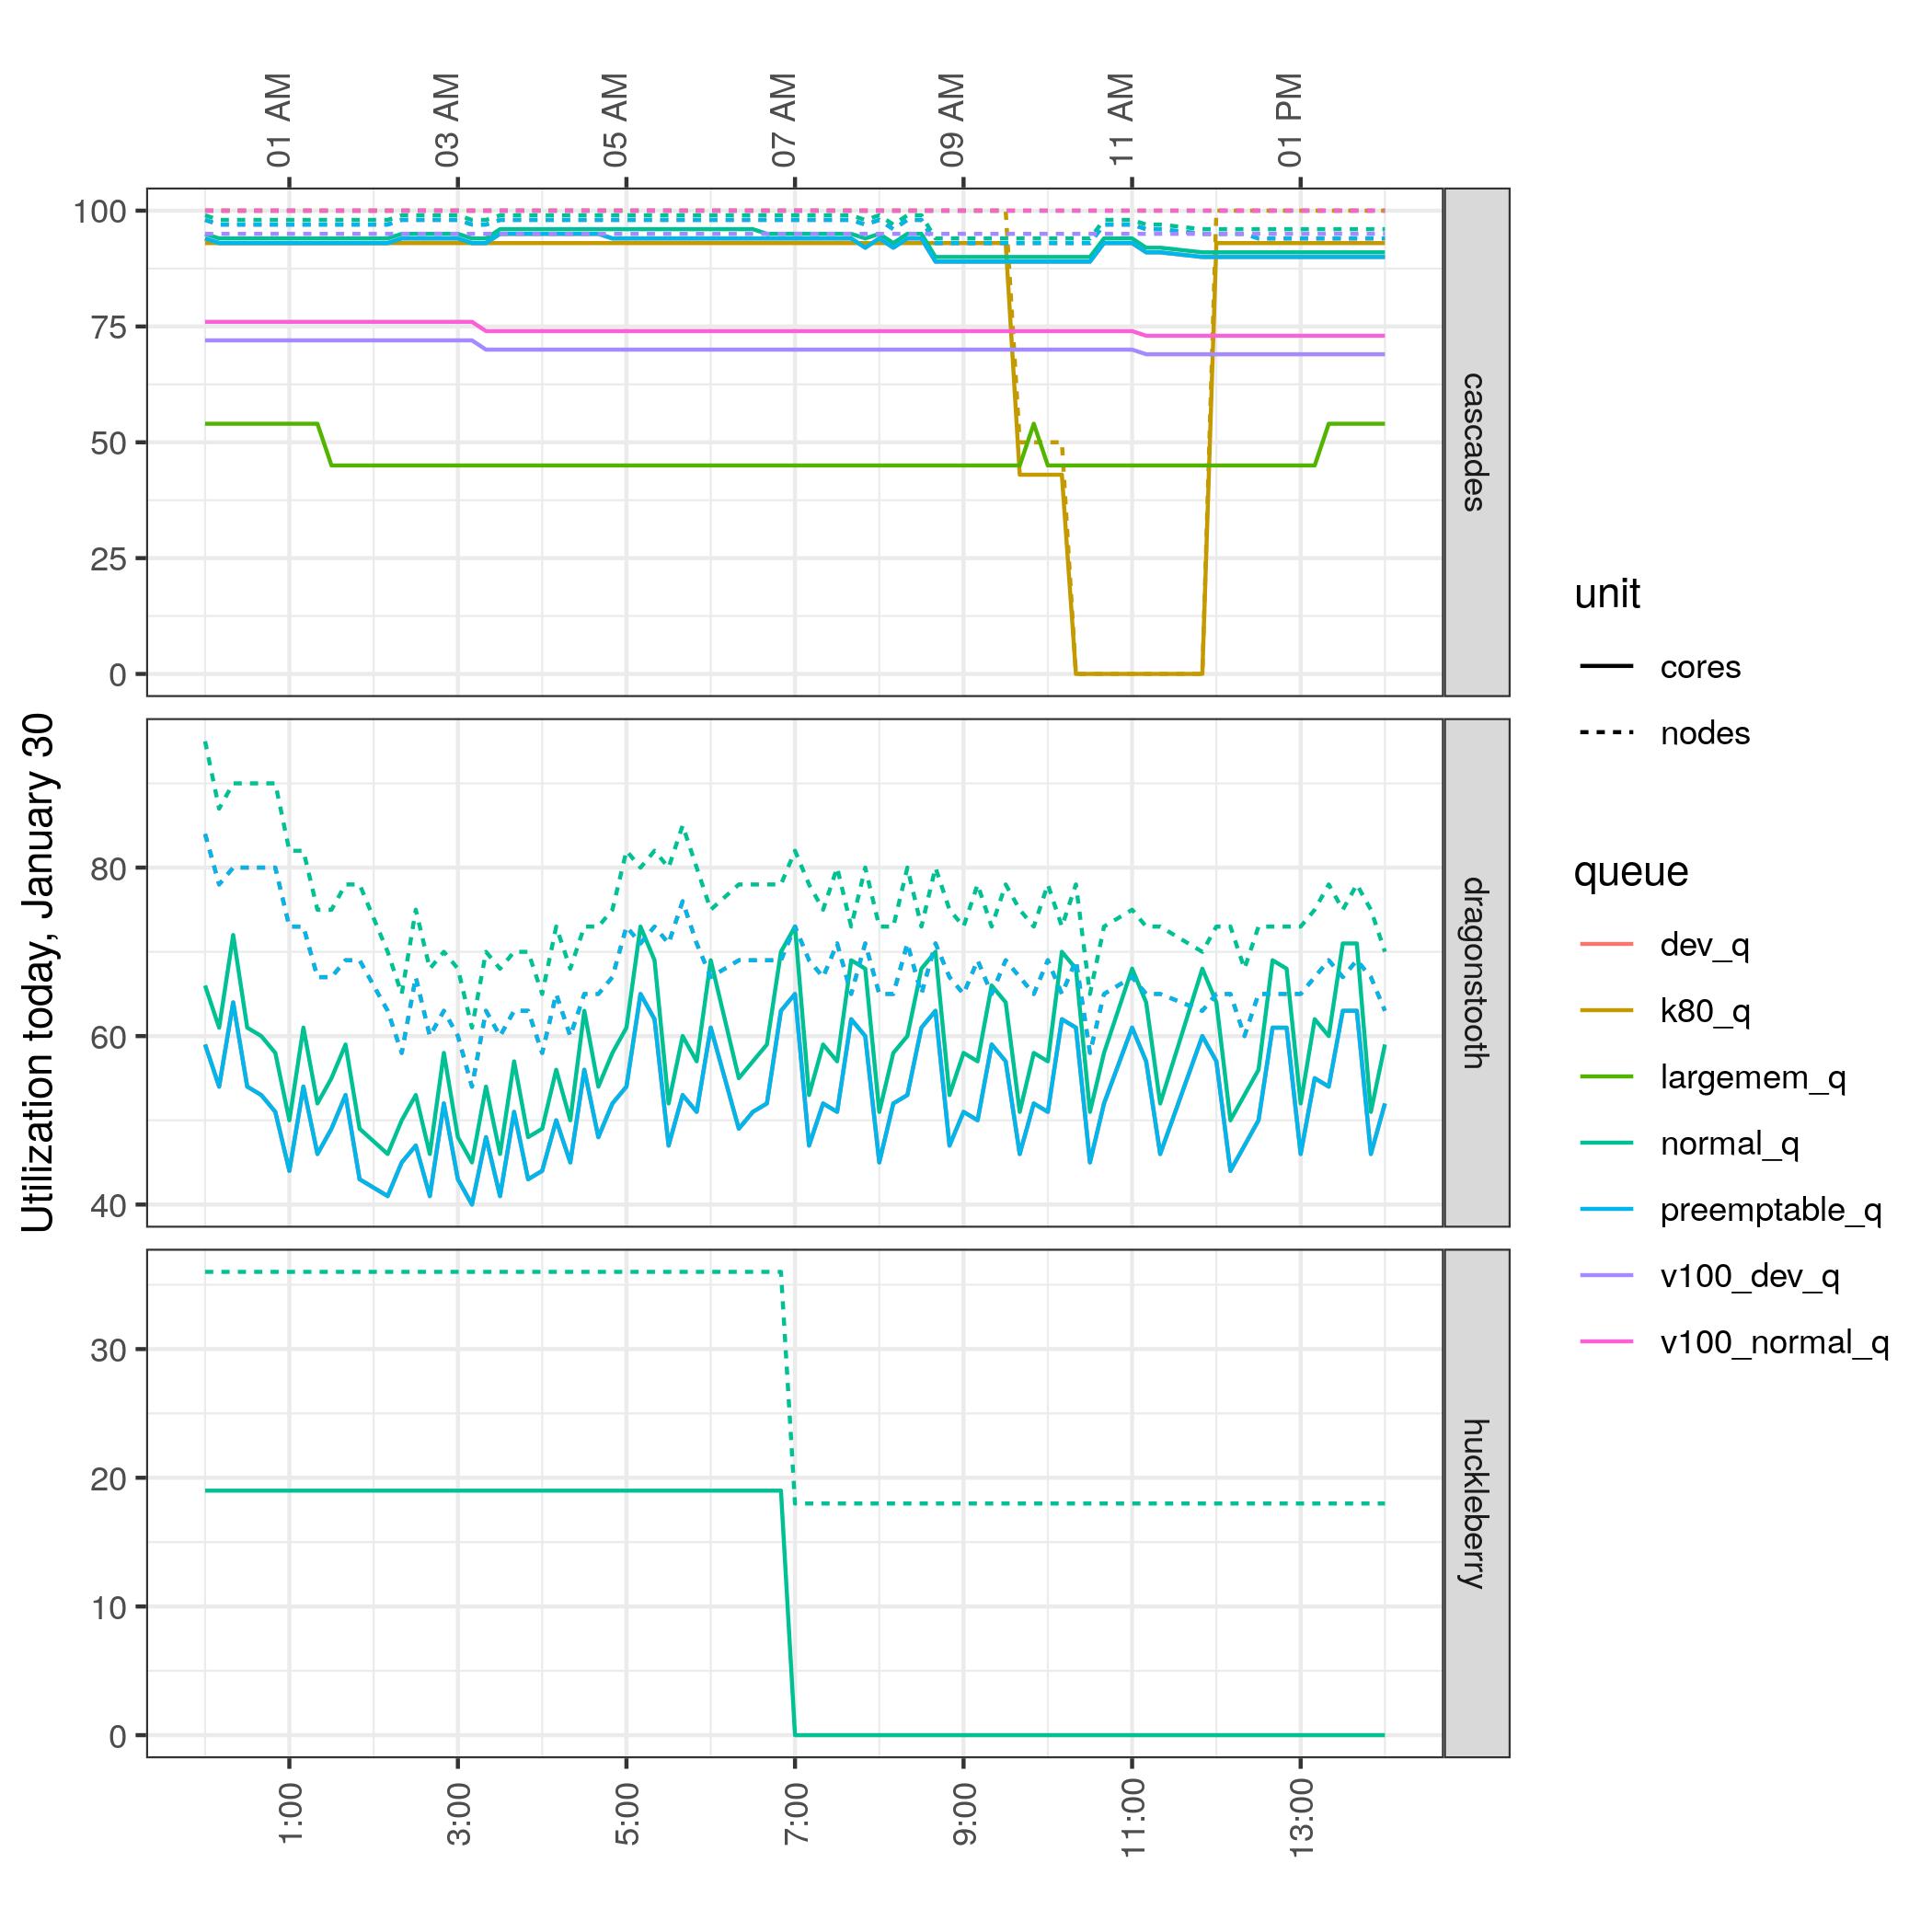 01 AM
03 AM
05 AM
07 AM
09 AM
11 AM
01 PM
Utilization today, January 30
100
75
50
25
0
cascades
80
60
40
dragonstooth
30
20
10
0
huckleberry
1:00
3:00
5:00
7:00
9:00
11:00
13:00
unit
cores
nodes
queue
dev_q
k80_q
largemem_q
normal_q
preemptable_q
v100_dev_q
v100_normal_q